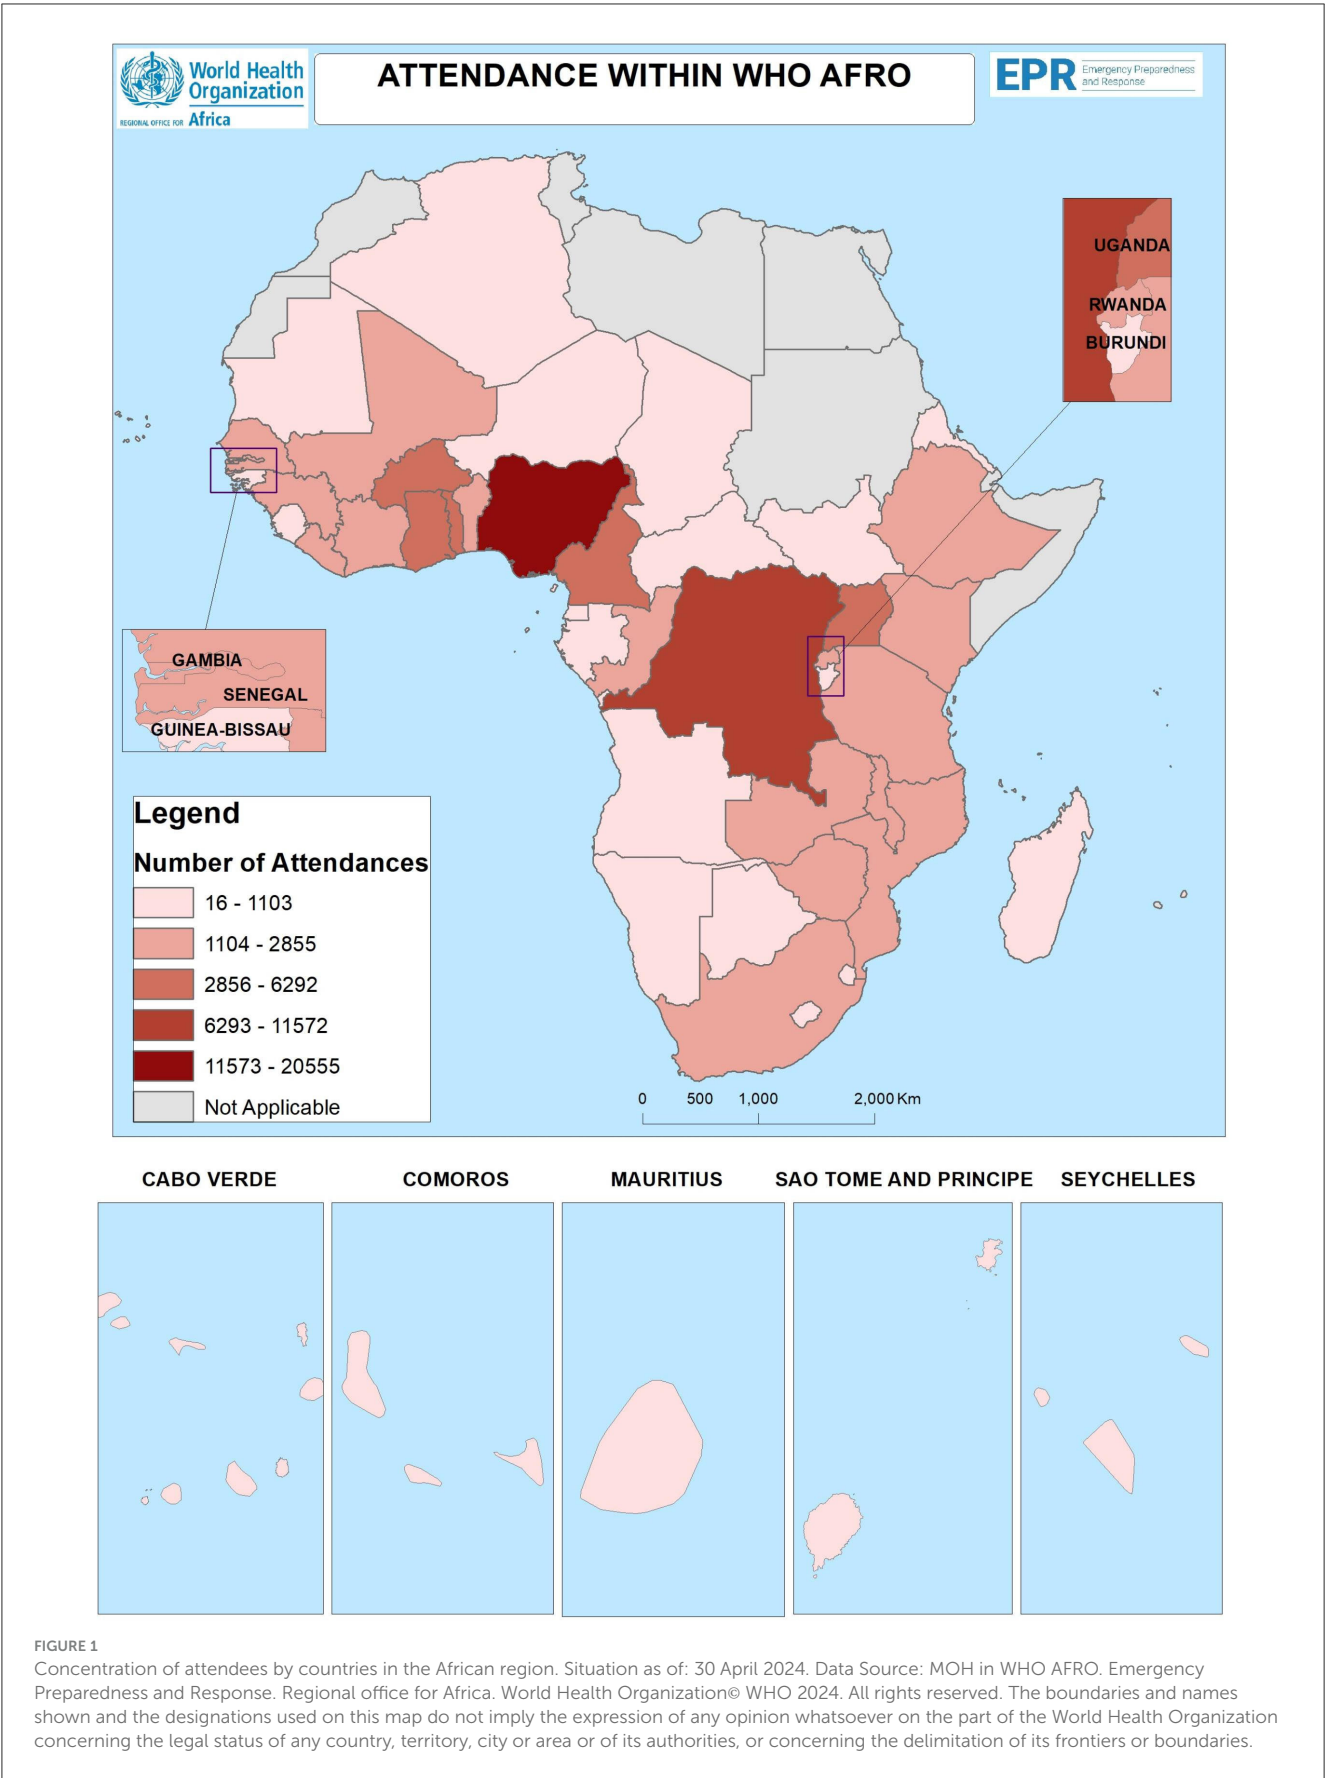 World Health
Organization
REGIONAL OFFICE FOR Africa
ATTENDANCE WITHIN WHO AFRO
EPR Emergency Preparedness
and Response
UGANDA
RWANDA
BURUNDI
GAMBIA
SENEGAL
GUINEA-BISSAU
Legend
Number of Attendances
16 - 1103
1104 - 2855
2856 - 6292
6293 - 11572
11573 - 20555
Not Applicable
0 500 1,000 2,000 Km
CABO VERDE COMOROS MAURITIUS SAO TOME AND PRINCIPE SEYCHELLES
FIGURE 1
Concentration of attendees by countries in the African region. Situation as of: 30 April 2024. Data Source: MOH in WHO AFRO. Emergency
Preparedness and Response. Regional office for Africa. World Health Organization© WHO 2024. All rights reserved. The boundaries and names
shown and the designations used on this map do not imply the expression of any opinion whatsoever on the part of the World Health Organization
concerning the legal status of any country, territory, city or area or of its authorities, or concerning the delimitation of its frontiers or boundaries.